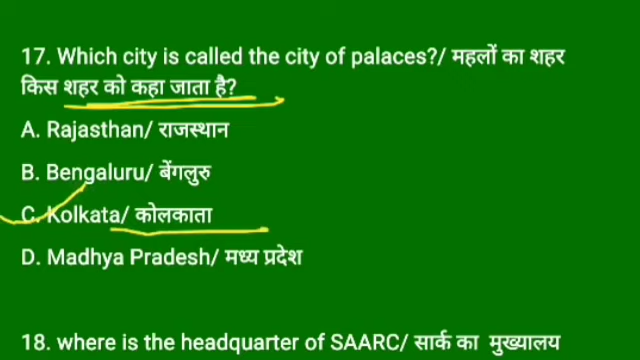 17. Which city is called the city of palaces?/ महलों का शहर
किस शहर को कहा जाता है?
A. Rajasthan/ राजस्थान
B. Bengaluru/ बेंगलुरु
C. Kolkata/ कोलकाता
D. Madhya Pradesh/ मध्य प्रदेश
18. where is the headquarter of SAARC/ सार्क का मुख्यालय